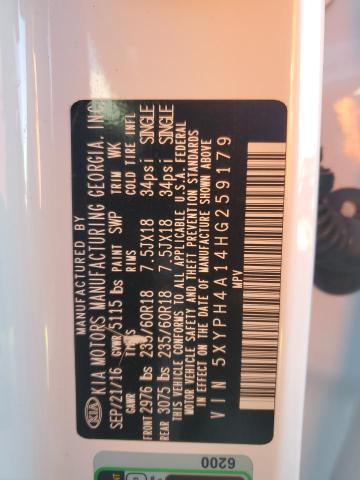 MANUFACTURED BY
KIA KIA MOTORS MANUFACTURING GEORGIA, INC
SEP/21/16 GVWR/5115 lbs PAINT SWP TRIM WK
GAWR TIRES RIMS COLD TIRE INFL
FRONT 2976 lbs 235/60R18 7.5JX18 34psi SINGLE
REAR 3075 lbs 235/60R18 7.5JX18 34psi SINGLE
THIS VEHICLE CONFORMS TO ALL APPLICABLE U.S.A. FEDERAL
MOTOR VEHICLE SAFETY AND THEFT PREVENTION STANDARDS
IN EFFECT ON THE DATE OF MANUFACTURE SHOWN ABOVE
VIN 5XYPH4A14HG259179
MPV
6200